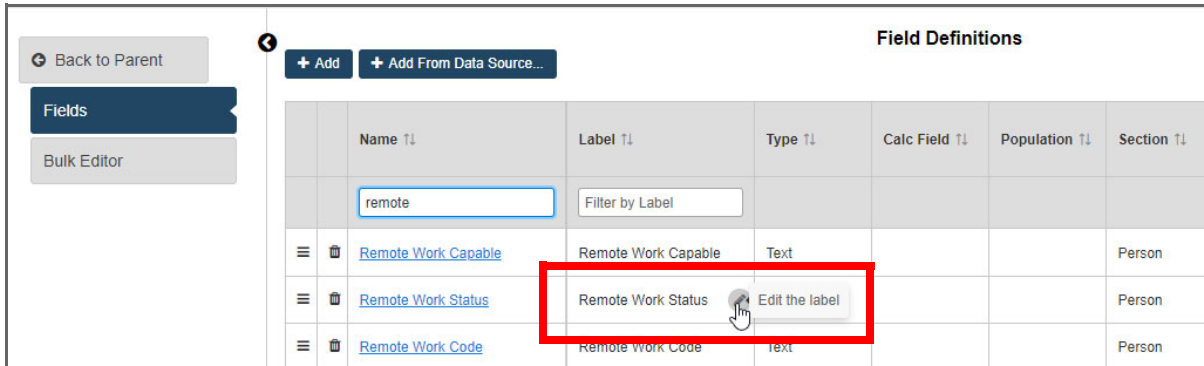 Back to Parent
Fields
Bulk Editor
Field Definitions
+ Add + Add From Data Source...
Name Label Type Calc Field Population Section
remote Filter by Label
Remote Work Capable Remote Work Capable Text Person
Remote Work Status Remote Work Status Edit the label Person
Remote Work Code Remote Work Code Text Person